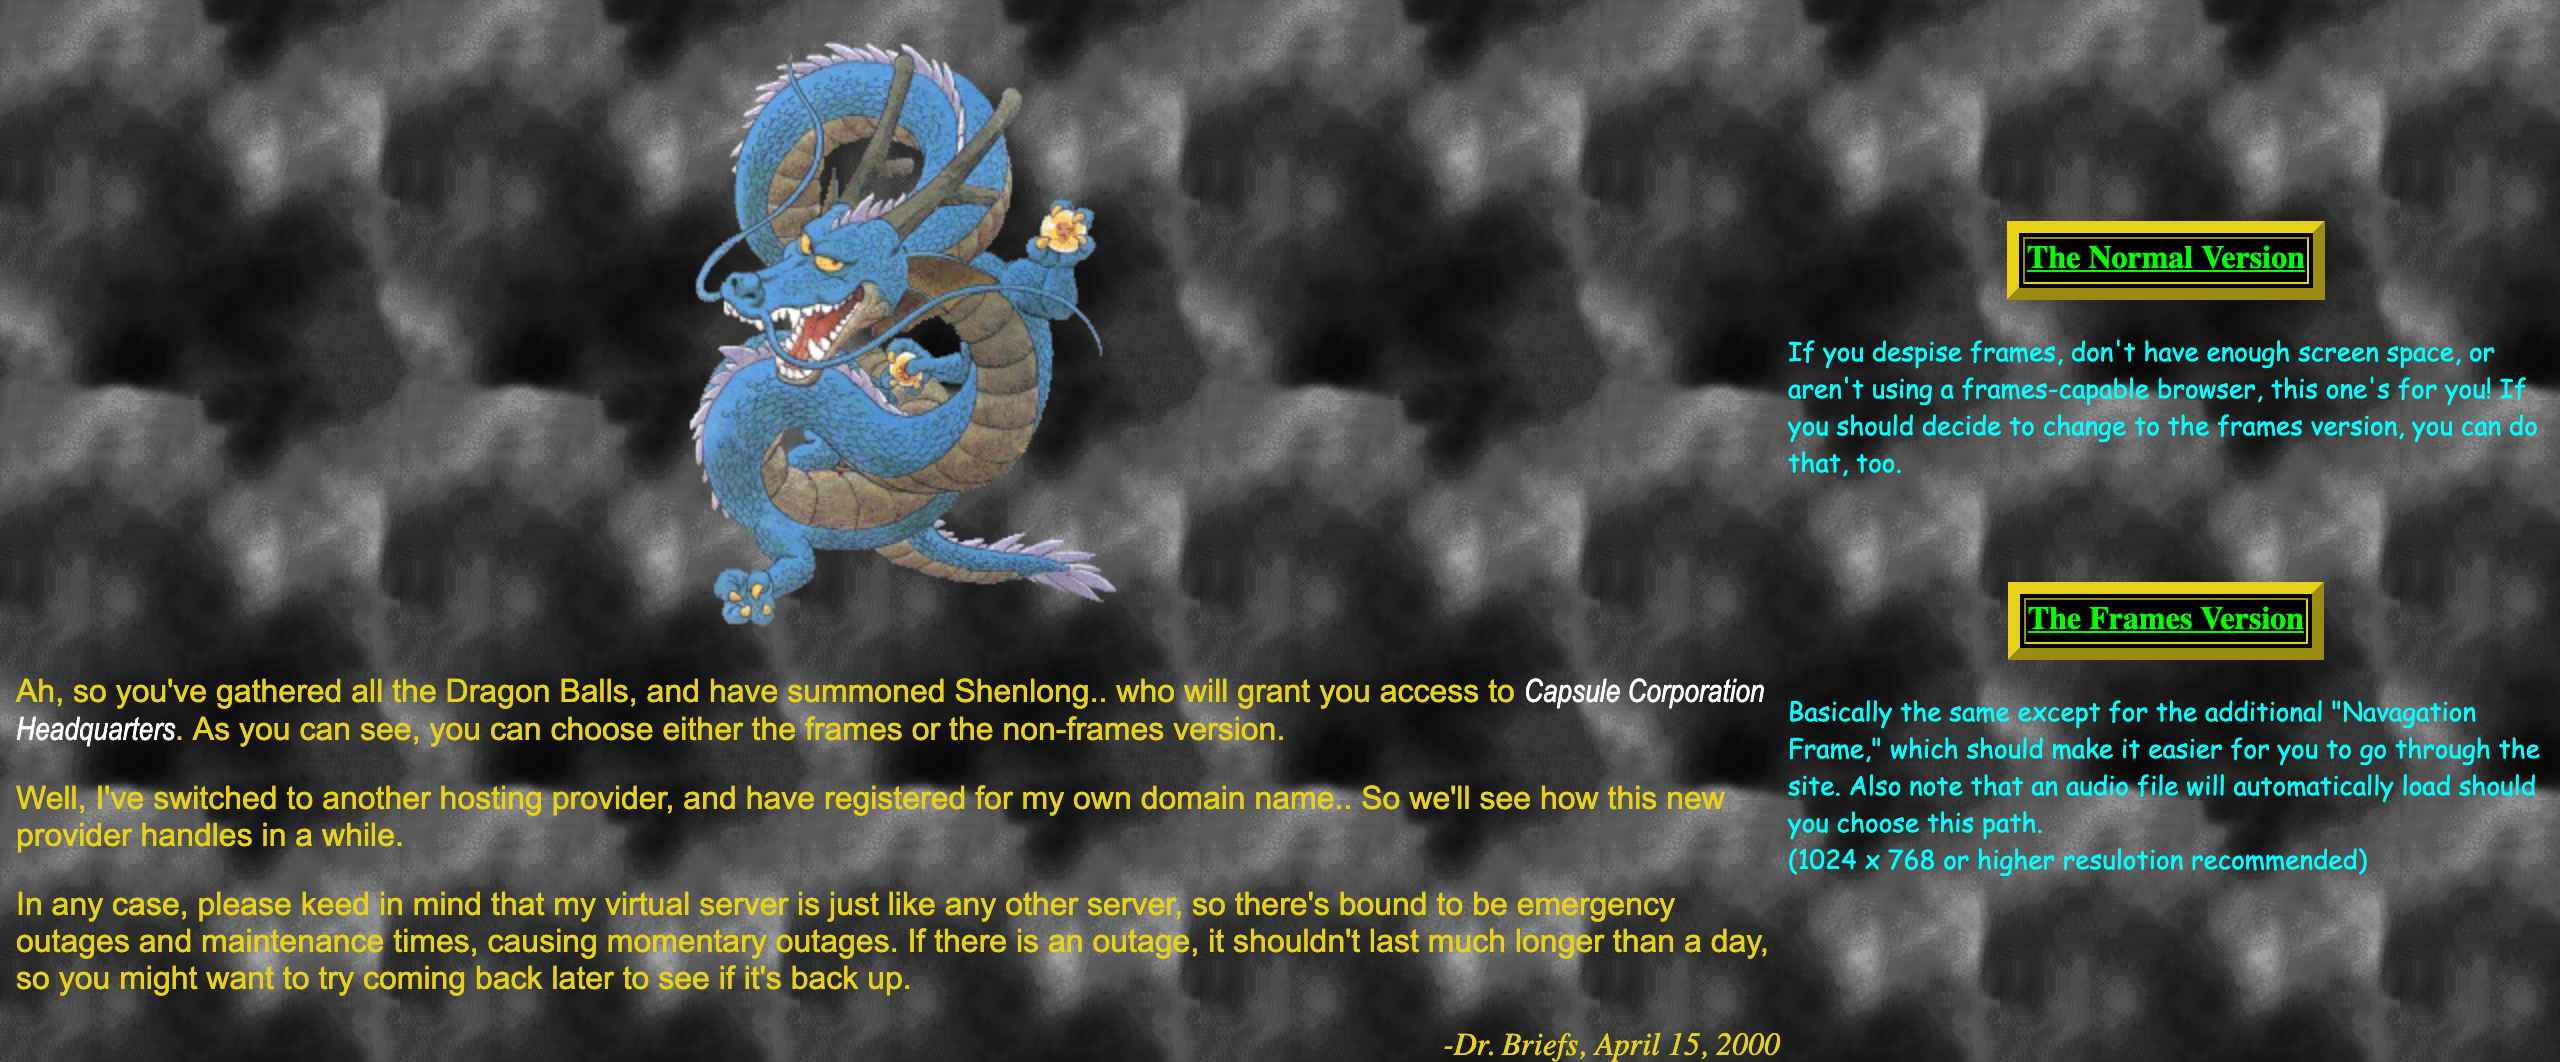 Ah, so you've gathered all the Dragon Balls, and have summoned Shenlong.. who will grant you access to Capsule Corporation
Headquarters. As you can see, you can choose either the frames or the non-frames version.
Well, I've switched to another hosting provider, and have registered for my own domain name.. So we'll see how this new
provider handles in a while.
In any case, please keed in mind that my virtual server is just like any other server, so there's bound to be emergency
outages and maintenance times, causing momentary outages. If there is an outage, it shouldn't last much longer than a day,
so you might want to try coming back later to see if it's back up.
-Dr. Briefs, April 15, 2000
The Normal Version
If you despise frames, don't have enough screen space, or
aren't using a frames-capable browser, this one's for you! If
you should decide to change to the frames version, you can do
that, too.
The Frames Version
Basically the same except for the additional "Navagation
Frame," which should make it easier for you to go through the
site. Also note that an audio file will automatically load should
you choose this path.
(1024 x 768 or higher resulotion recommended)